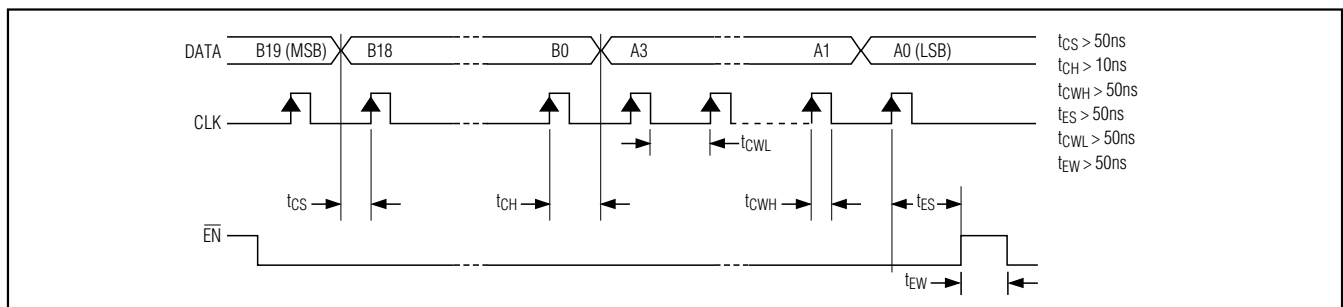 DATA B19 (MSB) B18 B0 A3 A1 A0 (LSB)
CLK
tCWL
tCS tCH tCWH tES
EN
tEW
tCS > 50ns
tCH > 10ns
tCWH > 50ns
tES > 50ns
tCWL > 50ns
tEW > 50ns